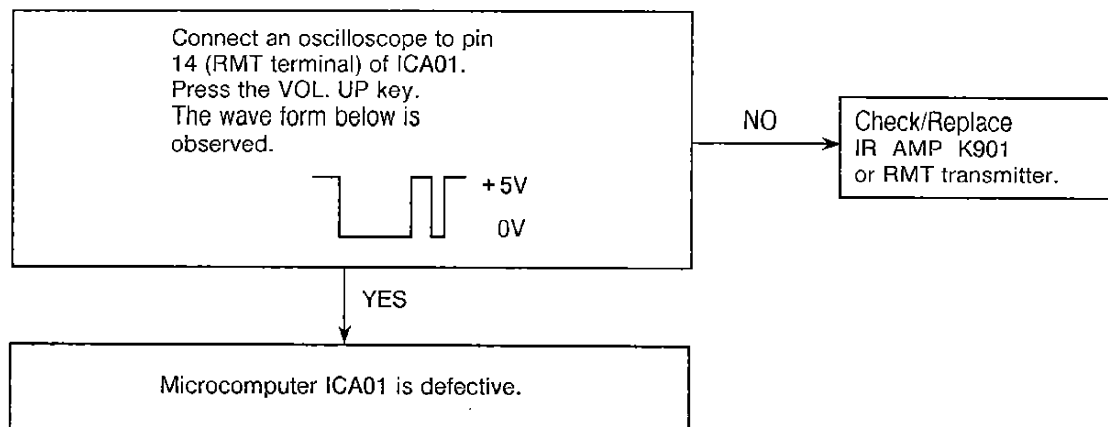 Connect an oscilloscope to pin
14 (RMT terminal) of ICA01.
Press the VOL. UP key.
The wave form below is
observed.
+5V
0V
NO
Check/Replace
IR AMP K901
or RMT transmitter.
YES
Microcomputer ICA01 is defective.